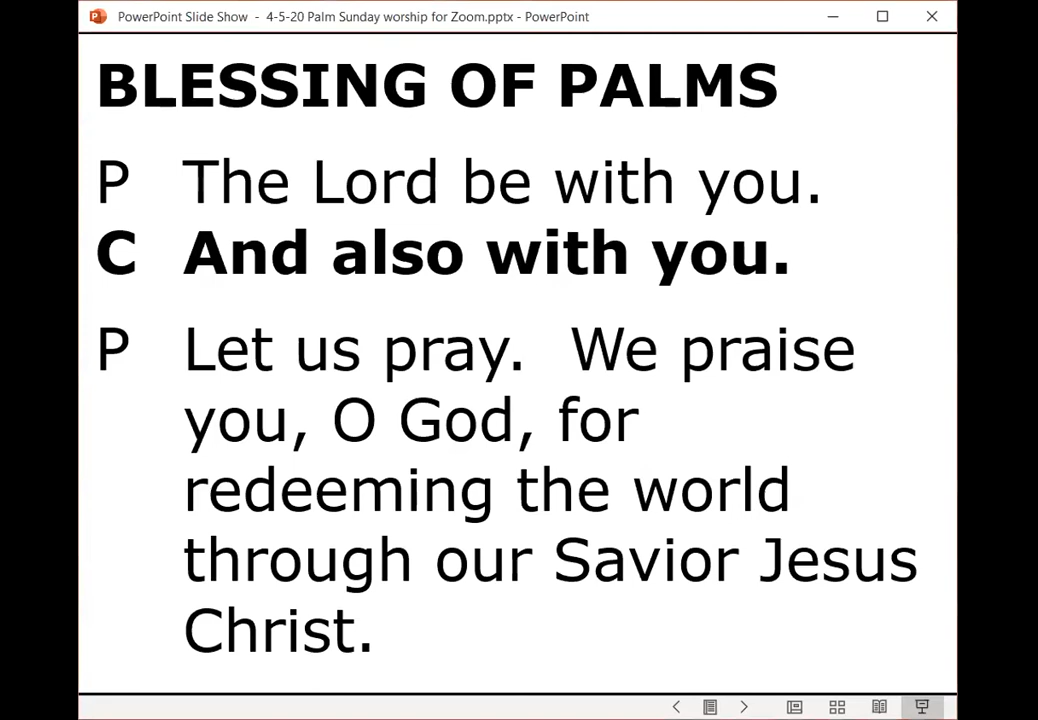 PowerPoint Slide Show - 4-5-20 Palm Sunday worship for Zoom.pptx - PowerPoint
BLESSING OF PALMS
P The Lord be with you.
C And also with you.
P Let us pray. We praise
you, O God, for
redeeming the world
through our Savior Jesus
Christ.